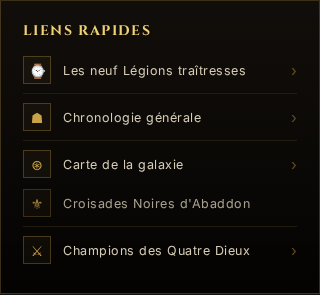 LIENS RAPIDES
Les neuf Légions traîtresses
Chronologie générale
Carte de la galaxie
Croisades Noires d'Abaddon
Champions des Quatre Dieux